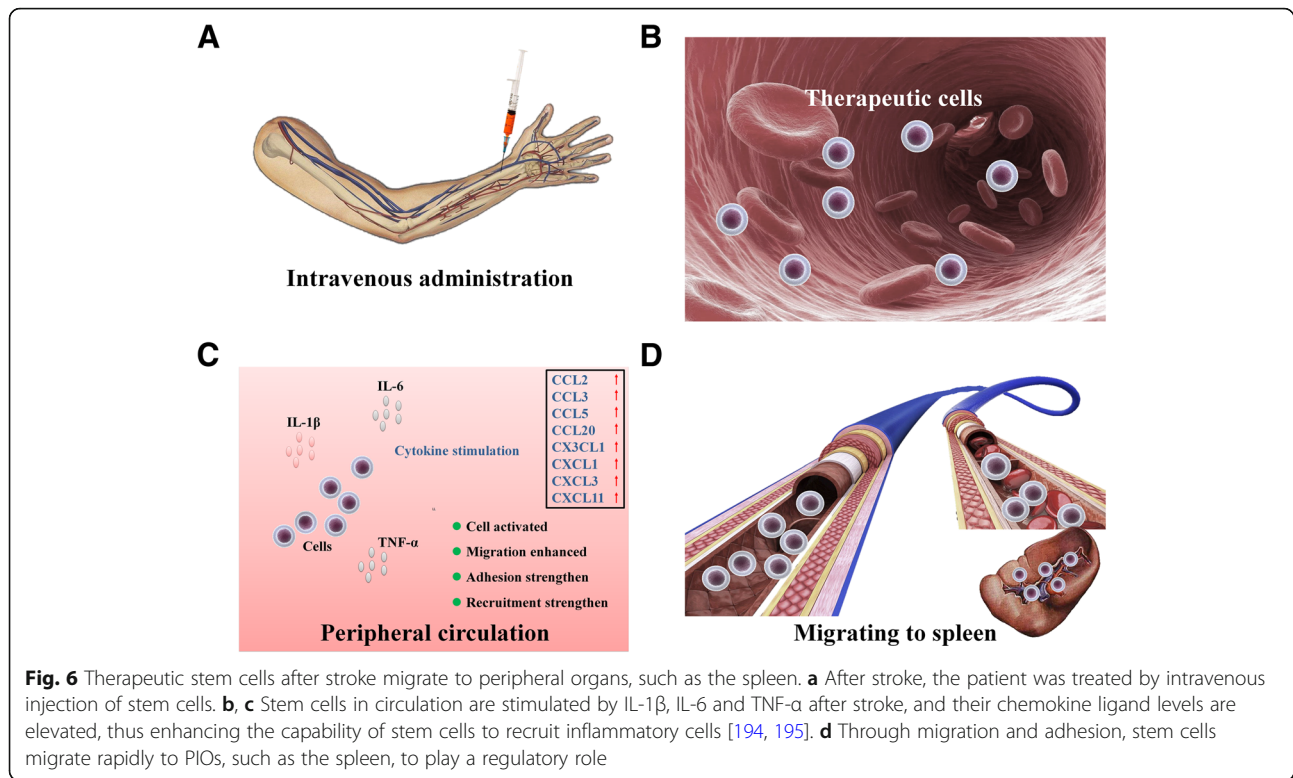 A
Intravenous administration
B
Therapeutic cells
C
IL-6
IL-1β
Cytokine stimulation
CCL2 ↑
CCL3 ↑
CCL5 ↑
CCL20 ↑
CX3CL1 ↑
CXCL1 ↑
CXCL3 ↑
CXCL11 ↑
Cells
TNF-α
Cell activated
Migration enhanced
Adhesion strengthen
Recruitment strengthen
Peripheral circulation
D
Migrating to spleen
Fig. 6 Therapeutic stem cells after stroke migrate to peripheral organs, such as the spleen. a After stroke, the patient was treated by intravenous
injection of stem cells. b, c Stem cells in circulation are stimulated by IL-1β, IL-6 and TNF-α after stroke, and their chemokine ligand levels are
elevated, thus enhancing the capability of stem cells to recruit inflammatory cells [194, 195]. d Through migration and adhesion, stem cells
migrate rapidly to PIOs, such as the spleen, to play a regulatory role